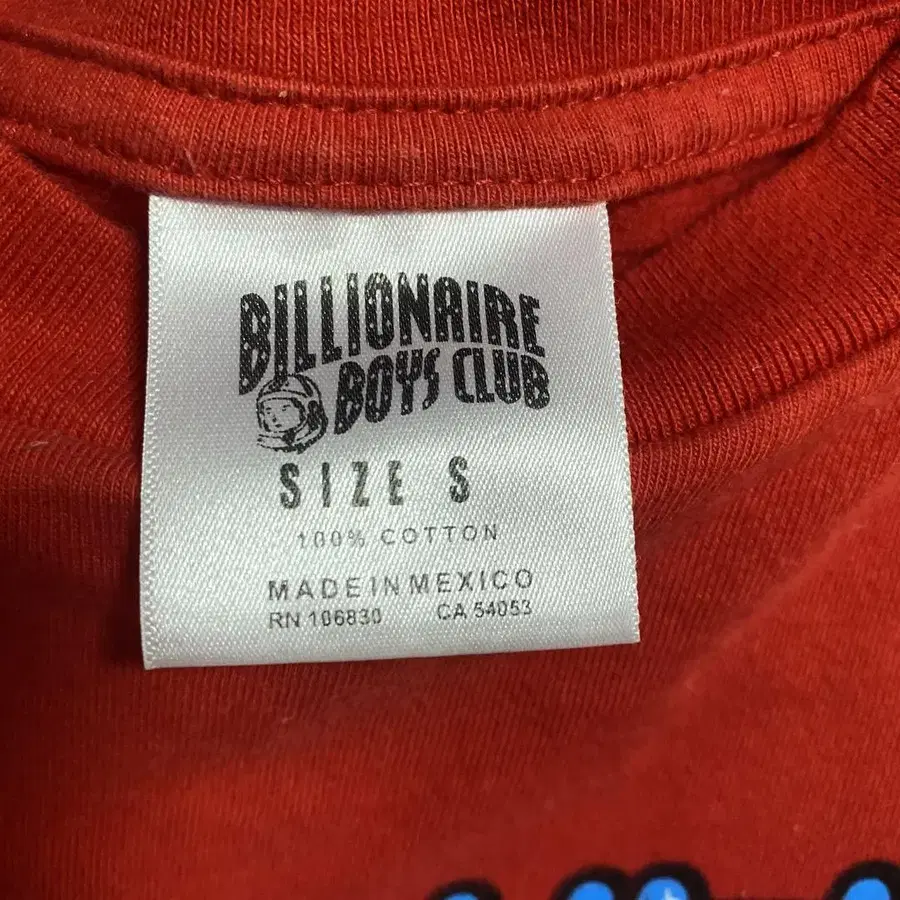 BILLIONAIRE
BOYS CLUB
SIZE S
100% COTTON
MADE IN MEXICO
RN 106830 CA 54053